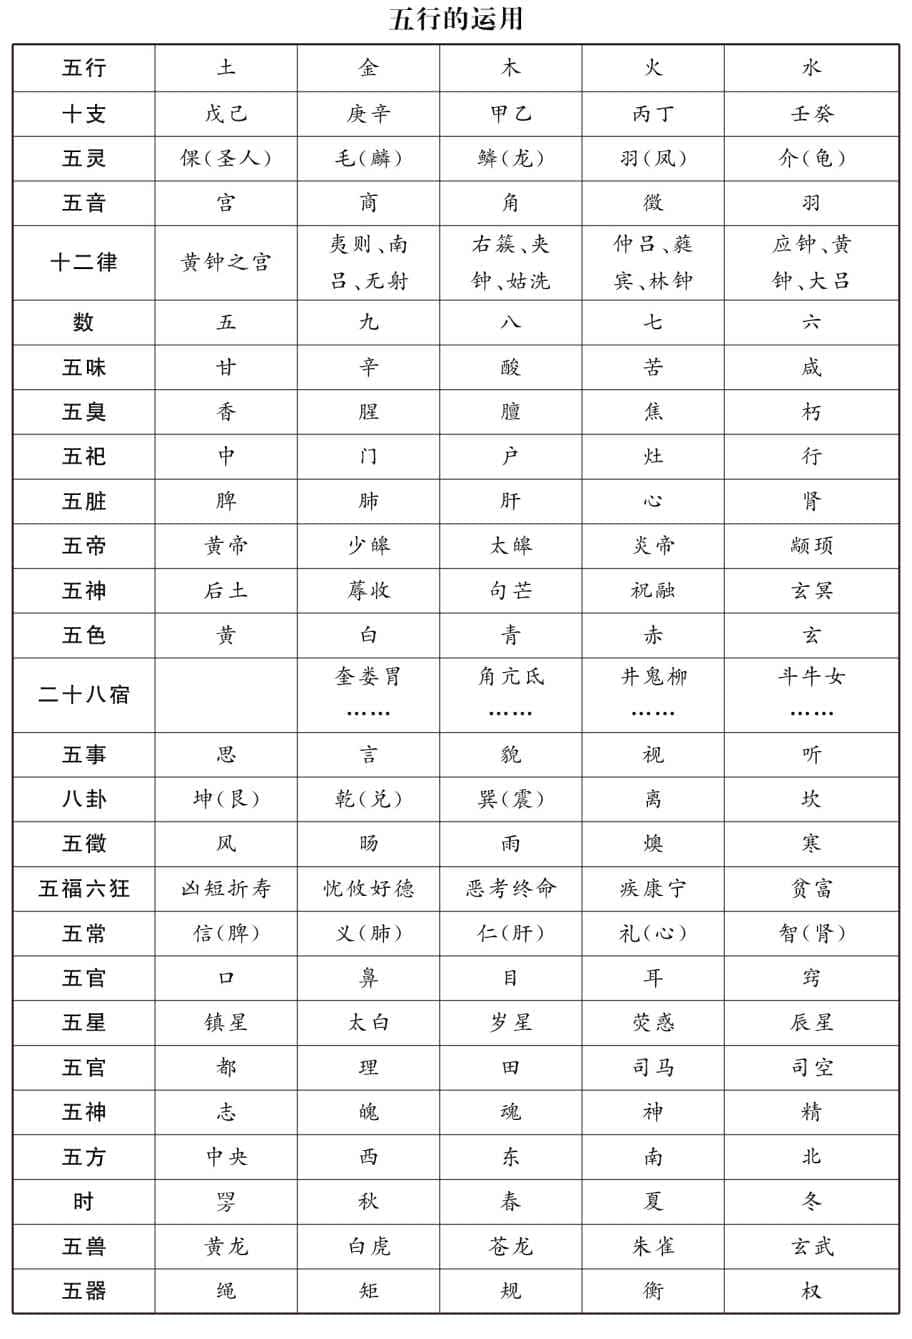 五行的运用
五行 土 金 木 火 水
十支 戊己 庚辛 甲乙 丙丁 壬癸
五灵 倮(圣人) 毛(麟) 鳞(龙) 羽(凤) 介(龟)
五音 宫 商 角 徵 羽
十二律 黄钟之宫 夷则、南吕、无射 右簇、夹钟、姑洗 仲吕、蕤宾、林钟 应钟、黄钟、大吕
数 五 九 八 七 六
五味 甘 辛 酸 苦 咸
五臭 香 腥 膻 焦 朽
五祀 中 门 户 灶 行
五脏 脾 肺 肝 心 肾
五帝 黄帝 少皞 太皞 炎帝 颛顼
五神 后土 蓐收 句芒 祝融 玄冥
五色 黄 白 青 赤 玄
二十八宿 奎娄胃…… 角亢氐…… 井鬼柳…… 斗牛女……
五事 思 言 貌 视 听
八卦 坤(艮) 乾(兑) 巽(震) 离 坎
五徵 风 旸 雨 燠 寒
五福六狂 凶短折寿 忧攸好德 恶考终命 疾康宁 贫富
五常 信(脾) 义(肺) 仁(肝) 礼(心) 智(肾)
五官 口 鼻 目 耳 窍
五星 镇星 太白 岁星 荧惑 辰星
五官 都 理 田 司马 司空
五神 志 魄 魂 神 精
五方 中央 西 东 南 北
时 秋 春 夏 冬
五兽 黄龙 白虎 苍龙 朱雀 玄武
五器 绳 矩 规 衡 权